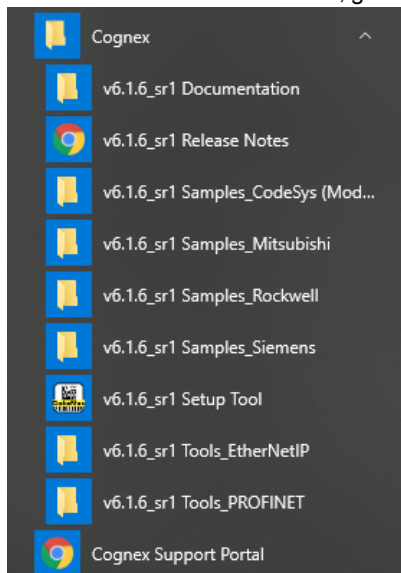 Cognex
v6.1.6_sr1 Documentation
v6.1.6_sr1 Release Notes
v6.1.6_sr1 Samples_CodeSys (Mod...
v6.1.6_sr1 Samples_Mitsubishi
v6.1.6_sr1 Samples_Rockwell
v6.1.6_sr1 Samples_Siemens
v6.1.6_sr1 Setup Tool
v6.1.6_sr1 Tools_EtherNetIP
v6.1.6_sr1 Tools_PROFINET
Cognex Support Portal